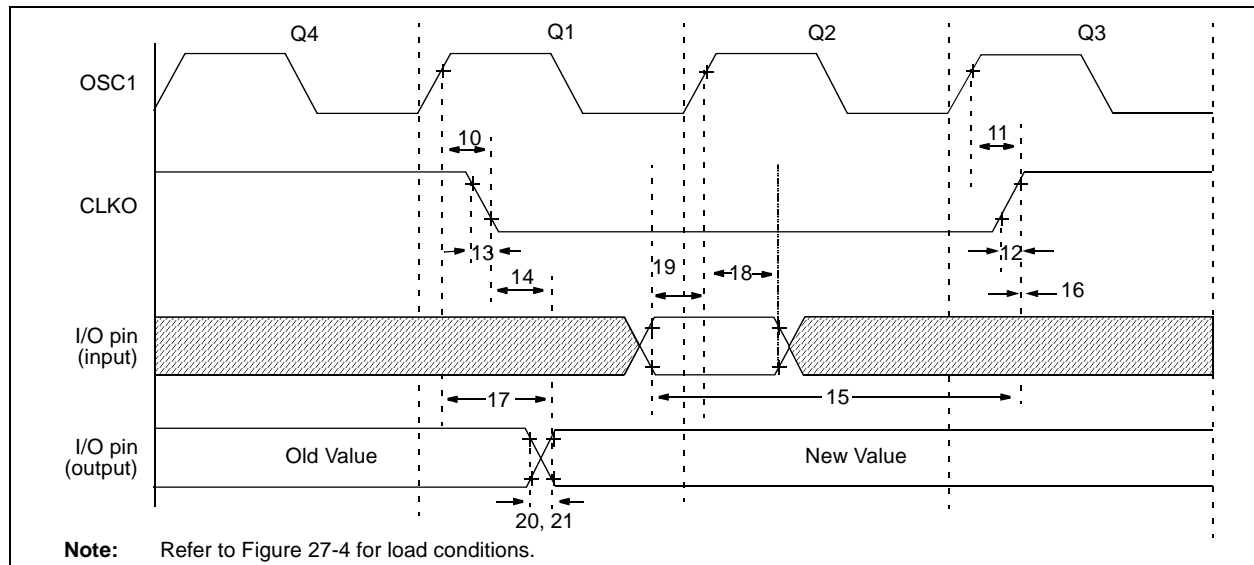 Q4 Q1 Q2 Q3
OSC1
10 11
CLKO
13 12
14 19 18 16
I/O pin
(input)
17 15
I/O pin
(output)
Old Value New Value
20, 21
Note: Refer to Figure 27-4 for load conditions.